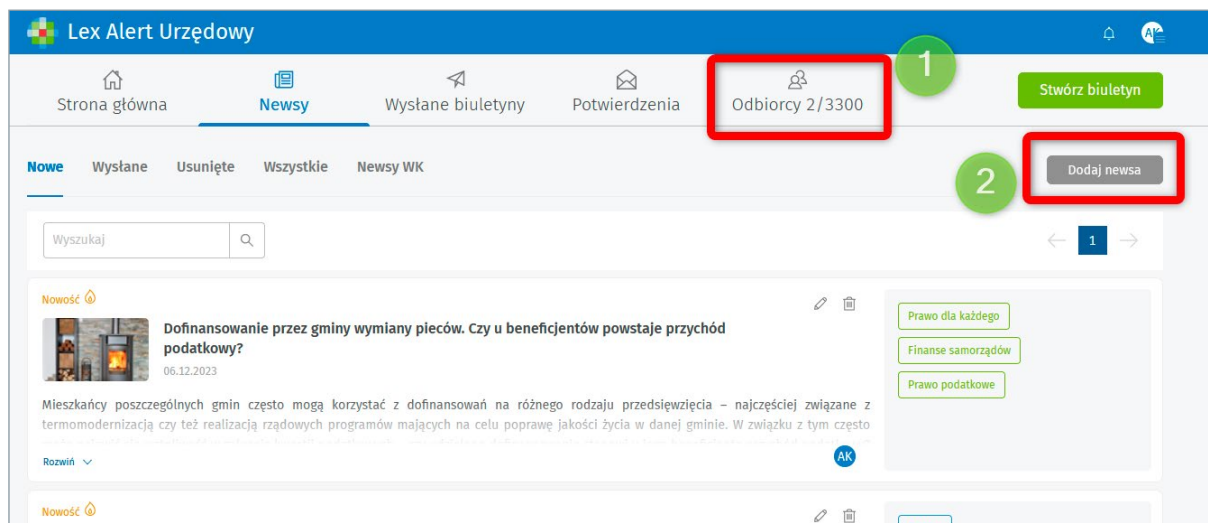 Lex Alert Urzędowy
AK
Strona główna
Newsy
Wysłane biuletyny
Potwierdzenia
Odbiorcy 2/3300
1
Stwórz biuletyn
Nowe
Wysłane
Usunięte
Wszystkie
Newsy WK
2
Dodaj newsa
Wyszukaj
1
Nowość
Dofinansowanie przez gminy wymiany pieców. Czy u beneficjentów powstaje przychód
podatkowy?
06.12.2023
Prawo dla każdego
Finanse samorządów
Prawo podatkowe
Mieszkańcy poszczególnych gmin często mogą korzystać z dofinansowań na różnego rodzaju przedsięwzięcia – najczęściej związane z
termomodernizacją czy też realizacją rządowych programów mających na celu poprawę jakości życia w danej gminie. W związku z tym często
Rozwiń
AK
Nowość